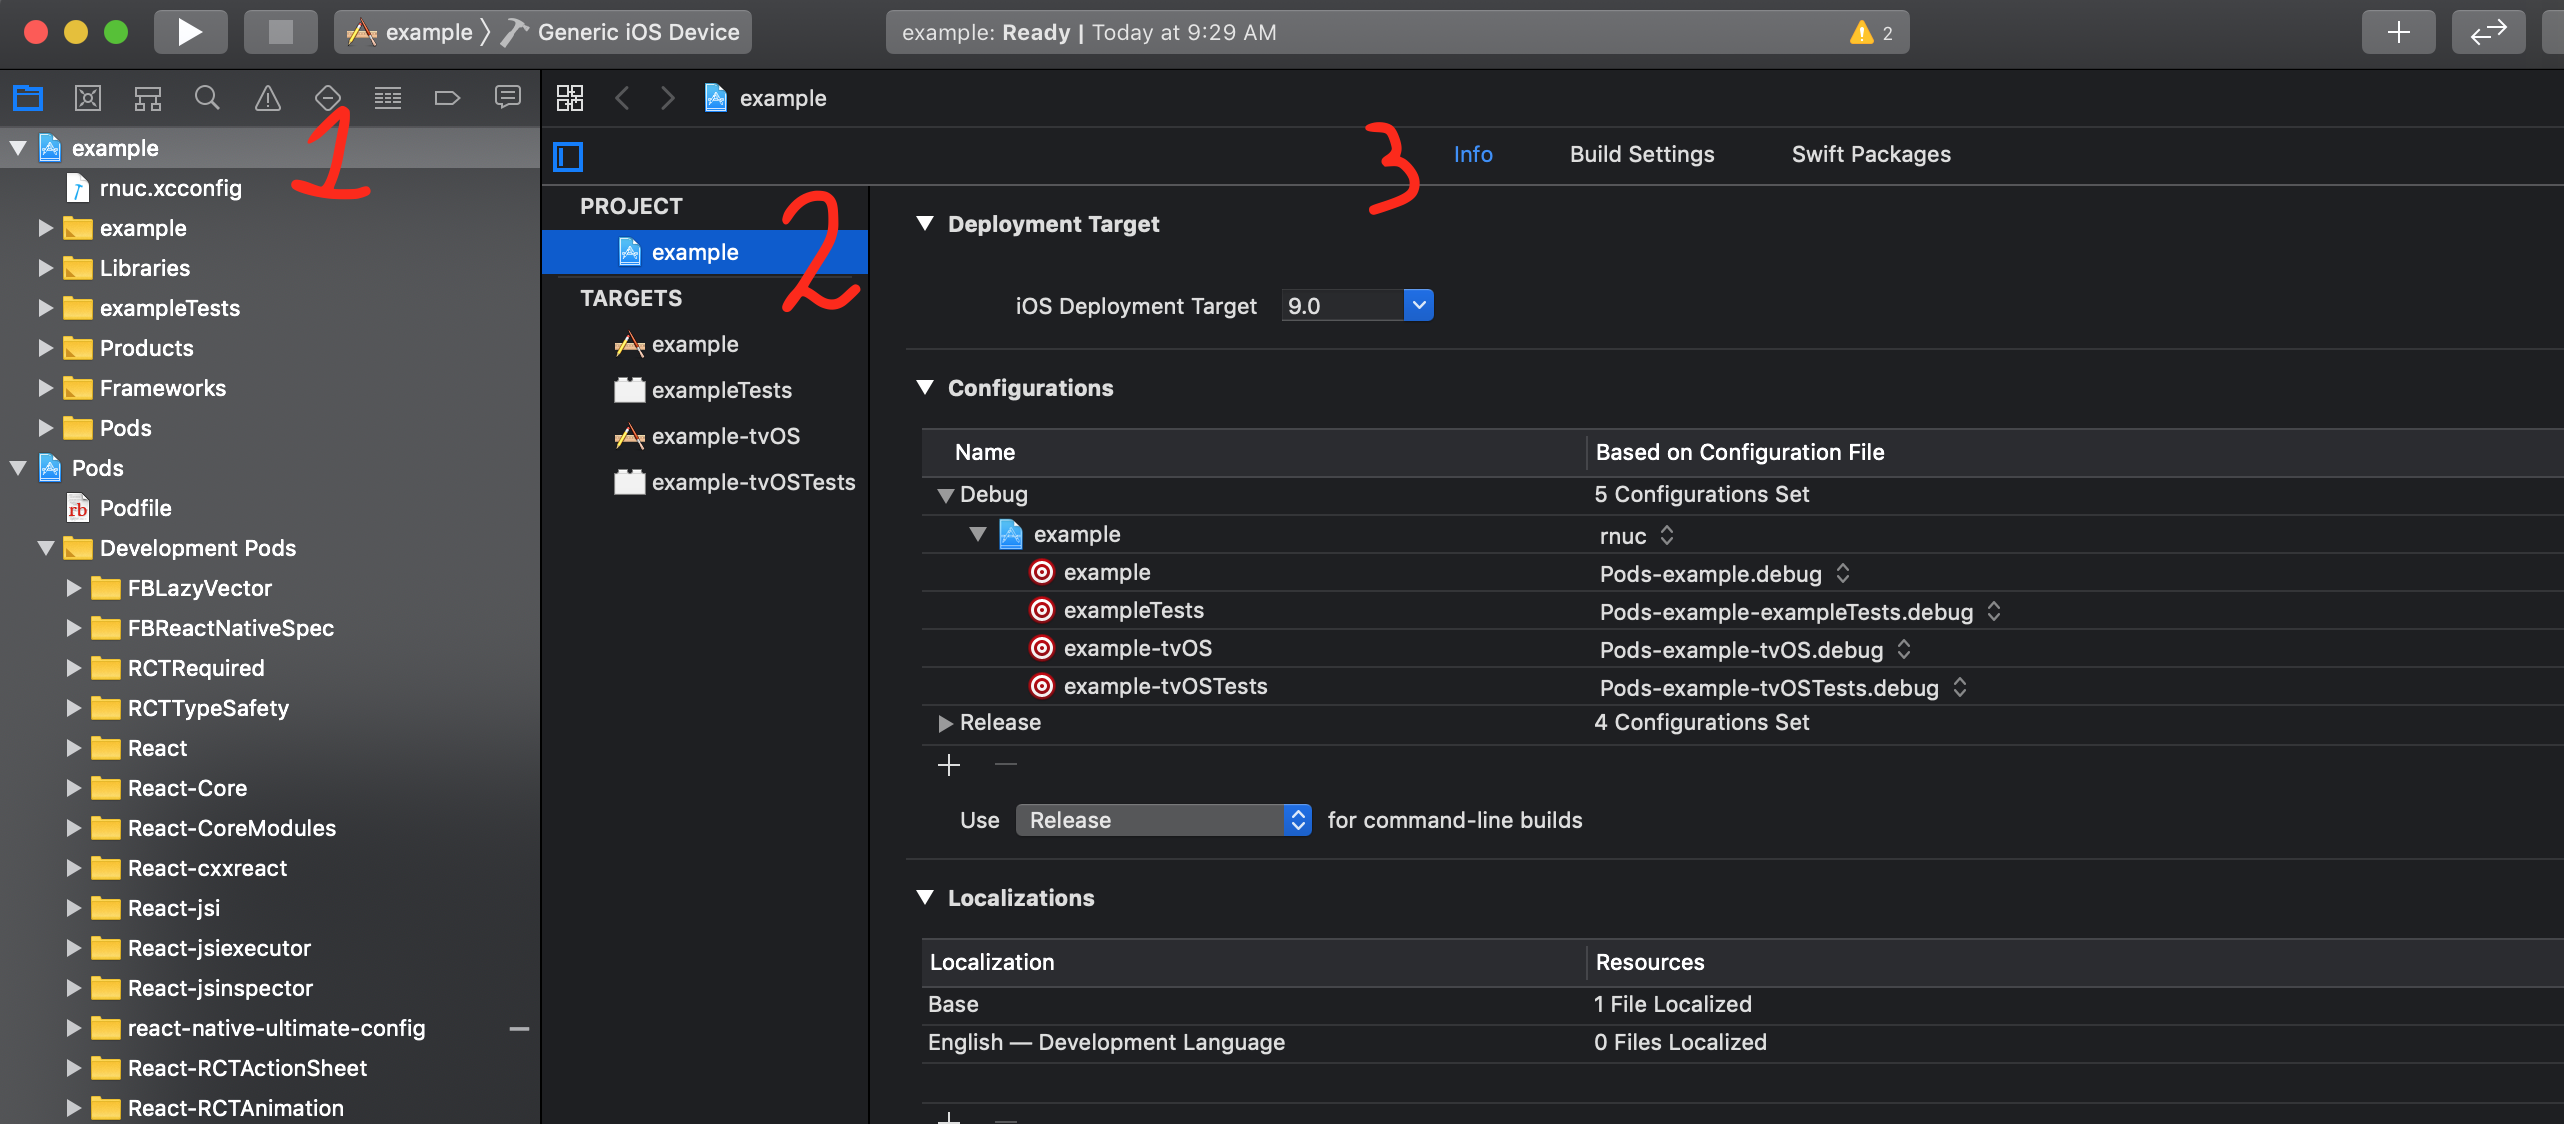 example 〉 Generic iOS Device
example: Ready | Today at 9:29 AM
2
example
1
3
Info
Build Settings
Swift Packages
example
rnuc.xcconfig
example
Libraries
exampleTests
Products
Frameworks
Pods
Pods
rb Podfile
Development Pods
FBLazyVector
FBReactNativeSpec
RCTRequired
RCTTypeSafety
React
React-Core
React-CoreModules
React-cxxreact
React-jsi
React-jsiexecutor
React-jsinspector
react-native-ultimate-config
React-RCTActionSheet
React-RCTAnimation
PROJECT
2
example
TARGETS
example
exampleTests
example-tvOS
example-tvOSTests
Deployment Target
iOS Deployment Target 9.0
Configurations
Name Based on Configuration File
Debug 5 Configurations Set
example rnuc
example Pods-example.debug
exampleTests Pods-example-exampleTests.debug
example-tvOS Pods-example-tvOS.debug
example-tvOSTests Pods-example-tvOSTests.debug
Release 4 Configurations Set
Use Release for command-line builds
Localizations
Localization Resources
Base 1 File Localized
English — Development Language 0 Files Localized